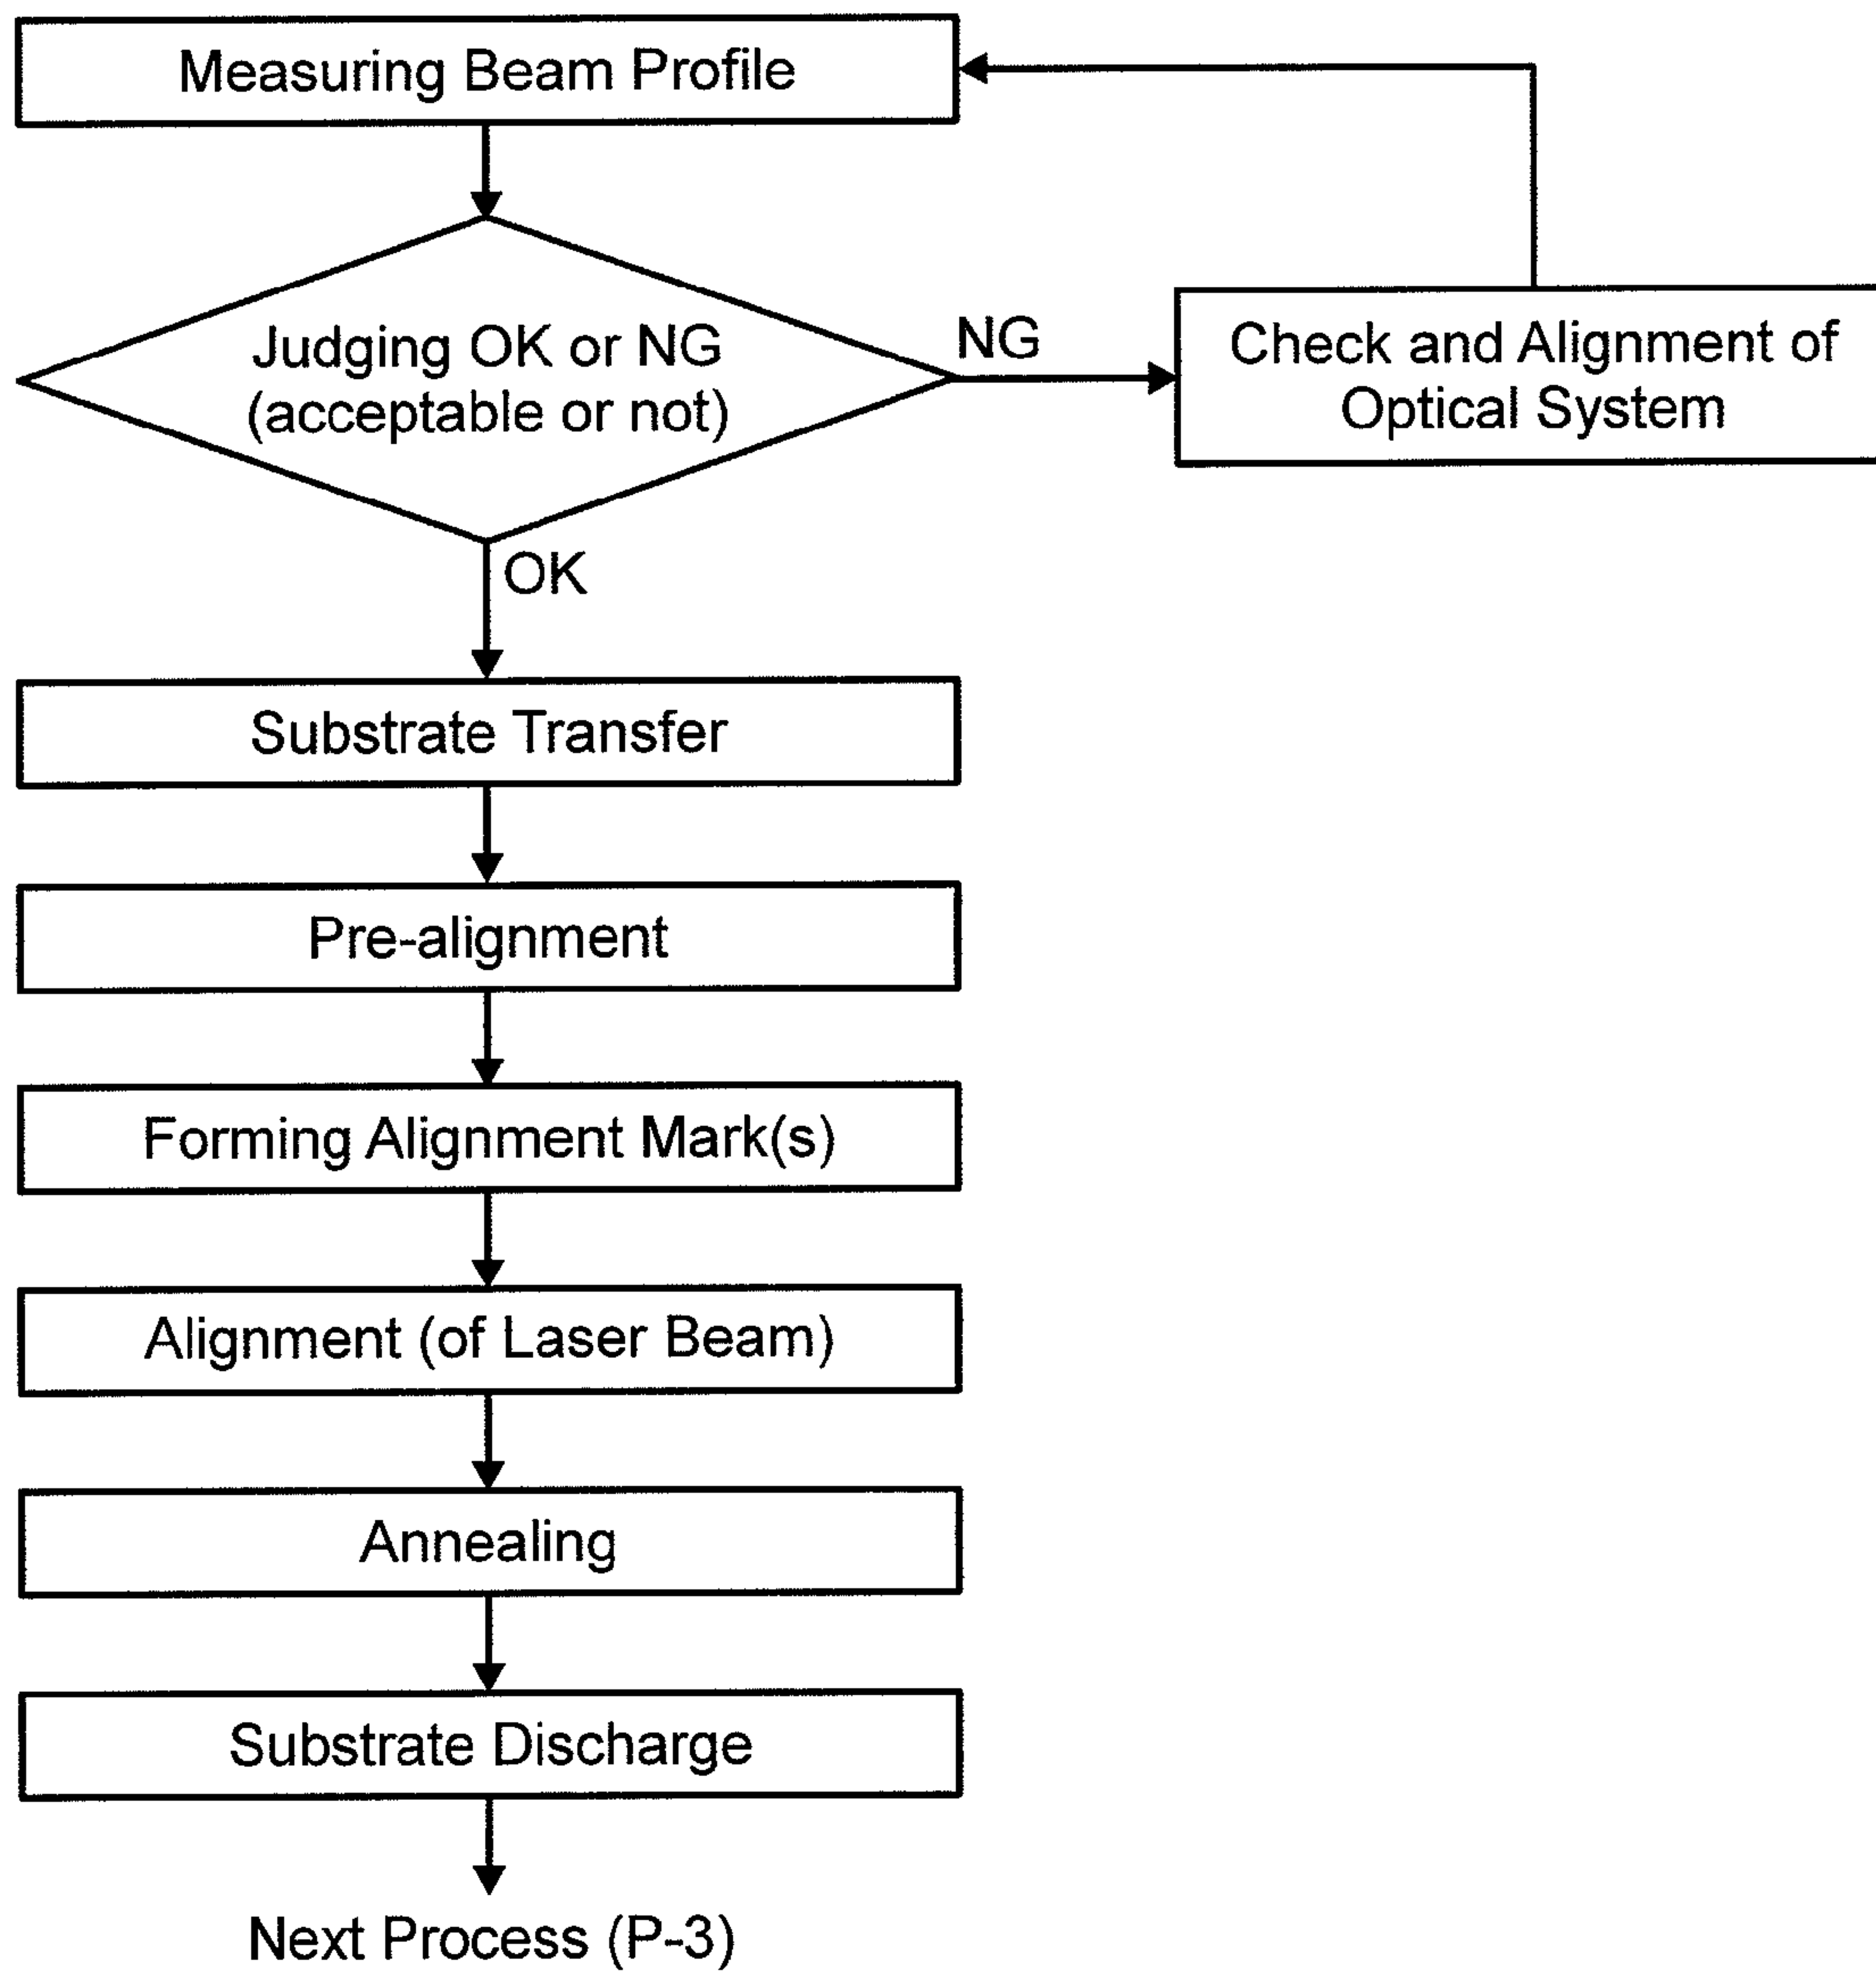 Measuring Beam Profile
Judging OK or NG
(acceptable or not)
NG
Check and Alignment of
Optical System
OK
Substrate Transfer
Pre-alignment
Forming Alignment Mark(s)
Alignment (of Laser Beam)
Annealing
Substrate Discharge
Next Process (P-3)